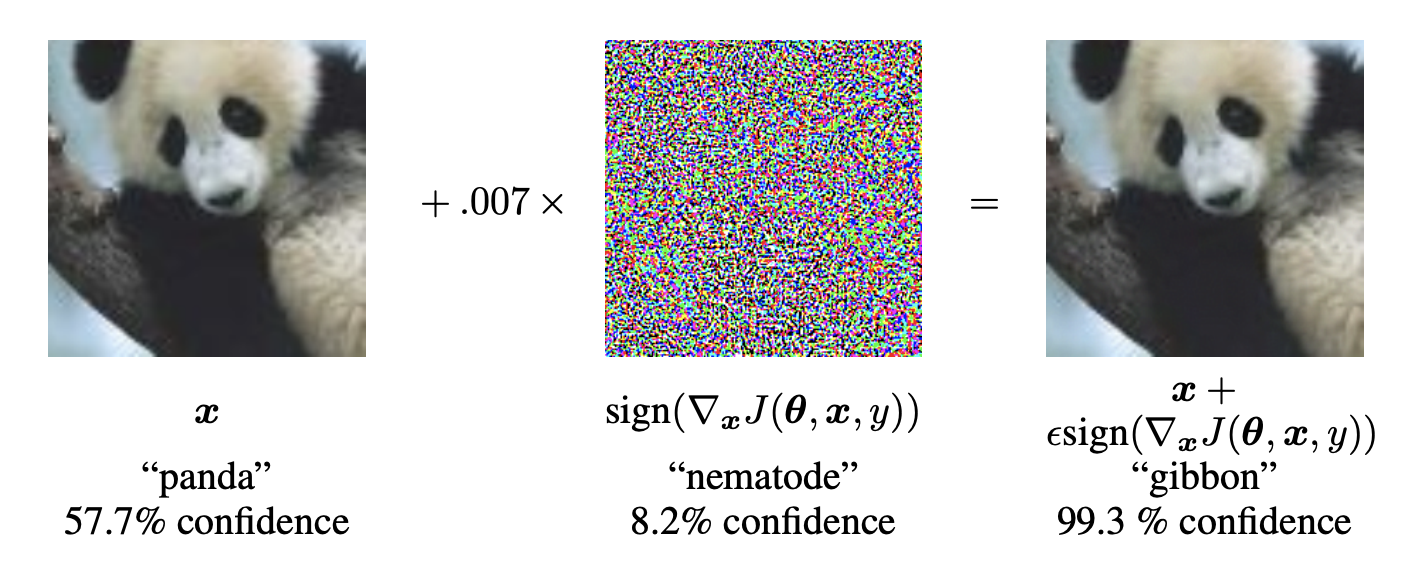 + .007 ×
=
x
sign(∇ₓJ(θ, x, y))
x +
ϵsign(∇ₓJ(θ, x, y))
“panda”
“nematode”
“gibbon”
57.7% confidence
8.2% confidence
99.3 % confidence